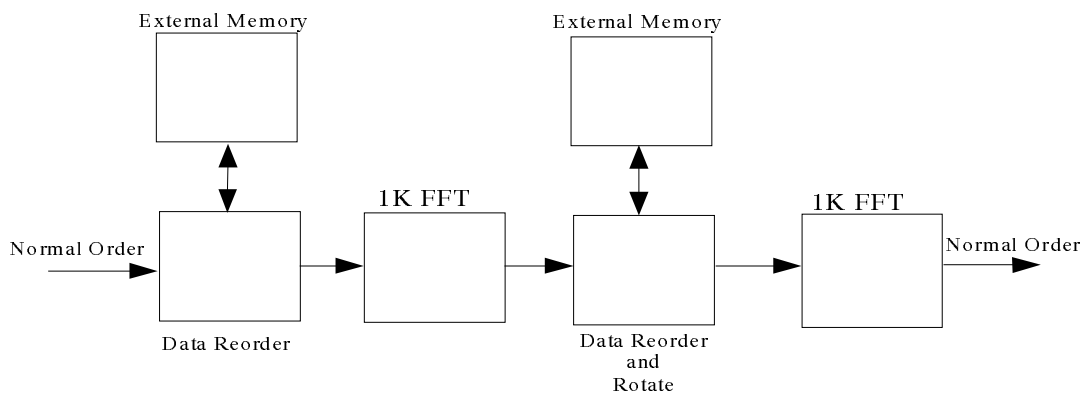 External Memory
External Memory
1K FFT
1K FFT
Normal Order
Normal Order
Data Reorder
Data Reorder
and
Rotate